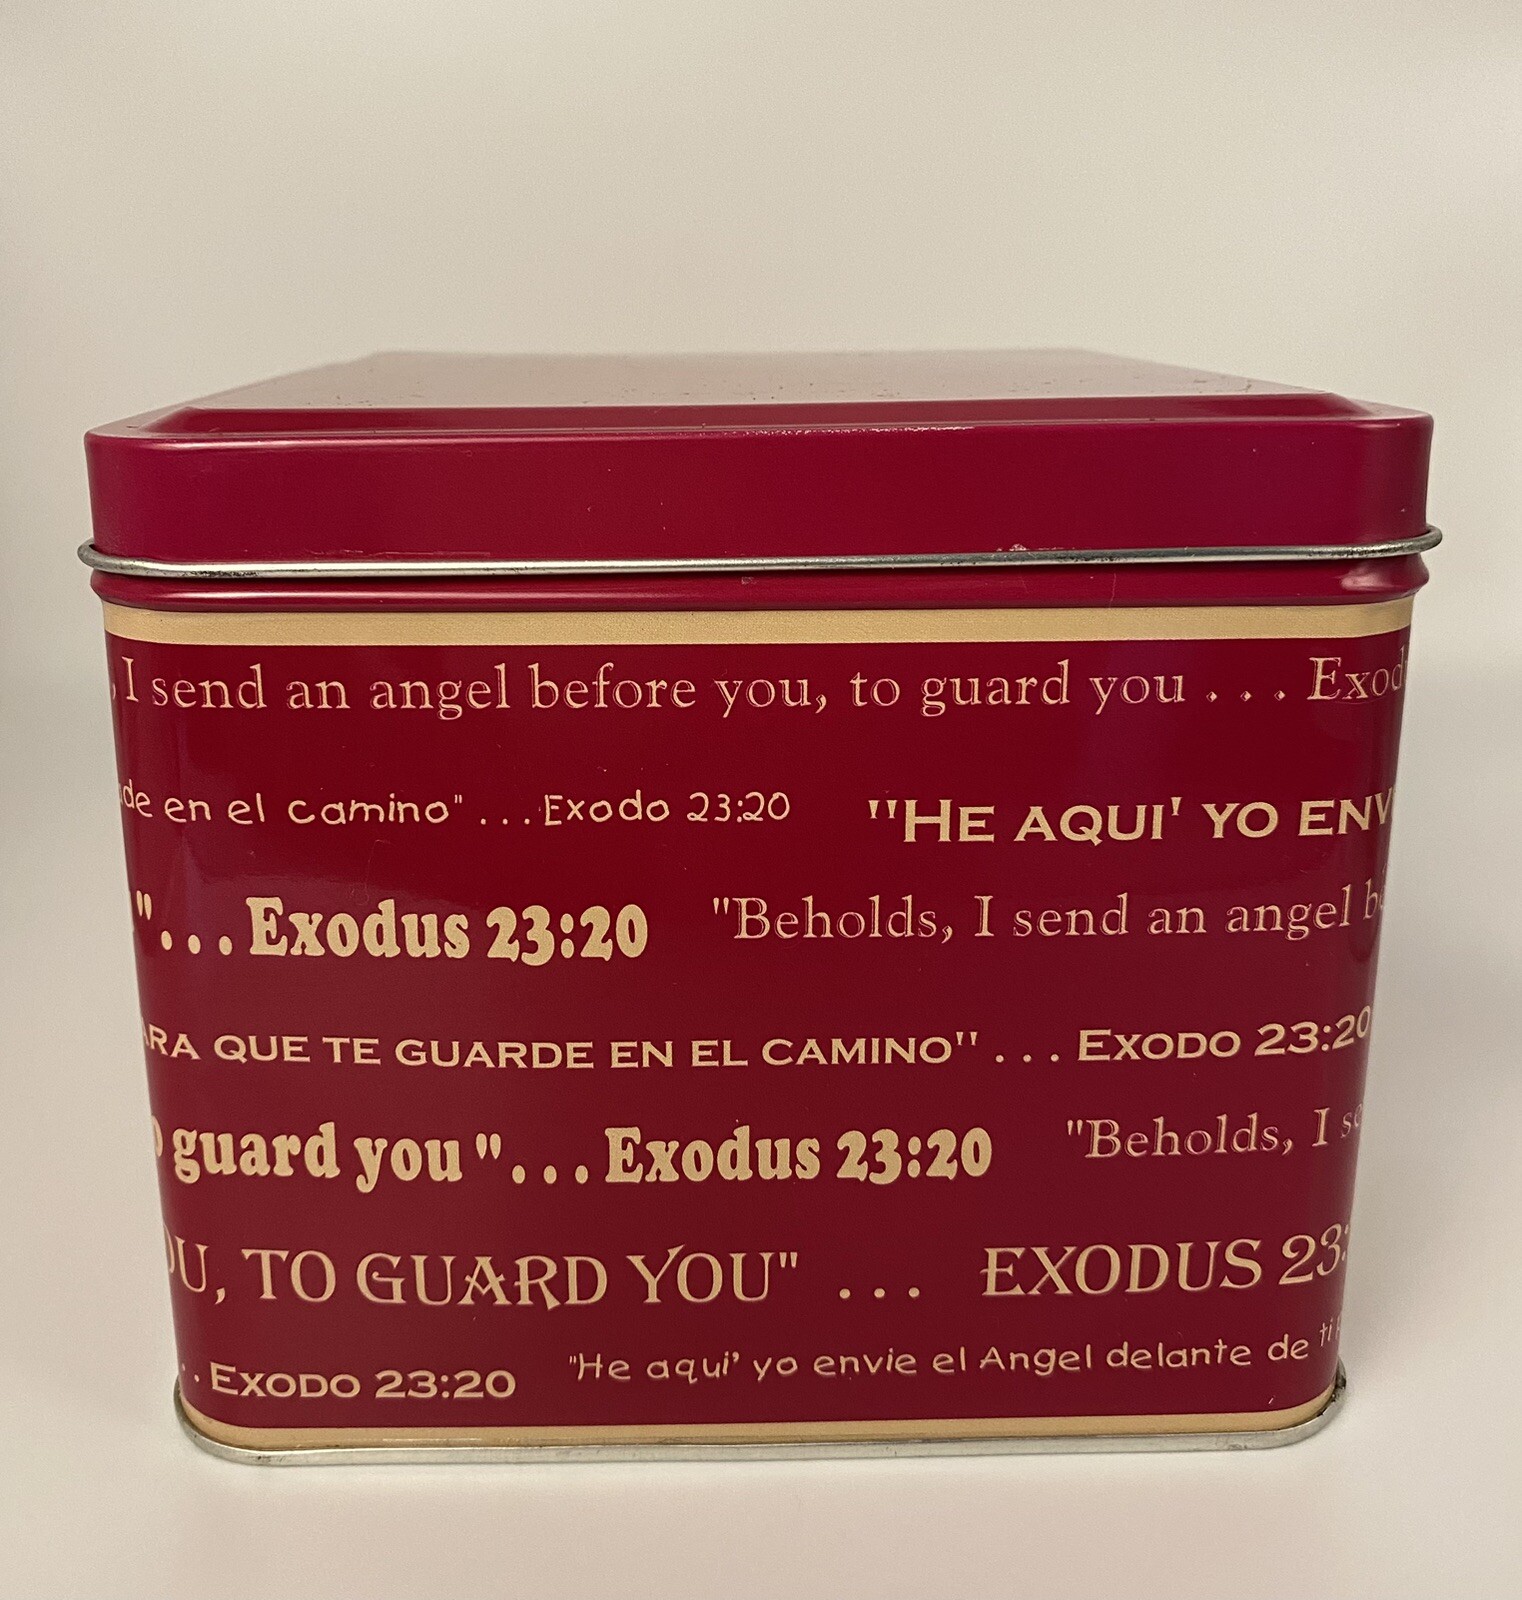 , I send an angel before you, to guard you . . . Exod
de en el camino" ...Exodo 23:20 "HE AQUI' YO ENV
"... Exodus 23:20 "Beholds, I send an angel b
ARA QUE TE GUARDE EN EL CAMINO" ... EXODO 23:20
o guard you "... Exodus 23:20 "Beholds, I se
OU, TO GUARD YOU" ... EXODUS 23:
. . EXODO 23:20 "He aqui' yo envie el Angel delante de ti